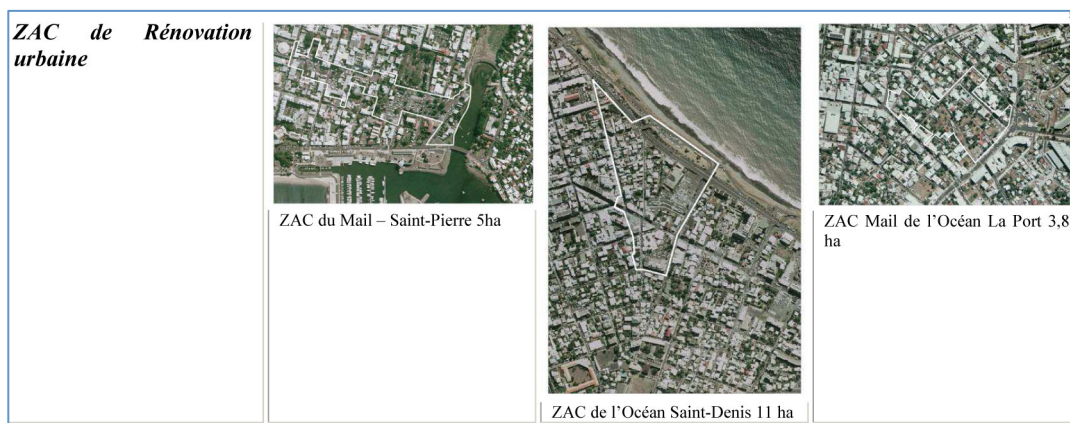 ZAC de Rénovation
urbaine
ZAC du Mail – Saint-Pierre 5ha
ZAC de l’Océan Saint-Denis 11 ha
ZAC Mail de l’Océan La Port 3,8
ha